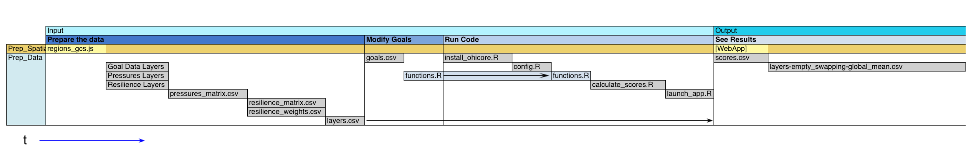 Input
Output
Prepare the data
Modify Goals
Run Code
See Results
Prep_Spatia
regions_gcs.js
[WebApp]
Prep_Data
goals.csv
install_ohicore.R
scores.csv
Goal Data Layers
config.R
layers-empty_swapping-global_mean.csv
Pressures Layers
functions.R
functions.R
Resilience Layers
calculate_scores.R
pressures_matrix.csv
launch_app.R
resilience_matrix.csv
resilience_weights.csv
layers.csv
t